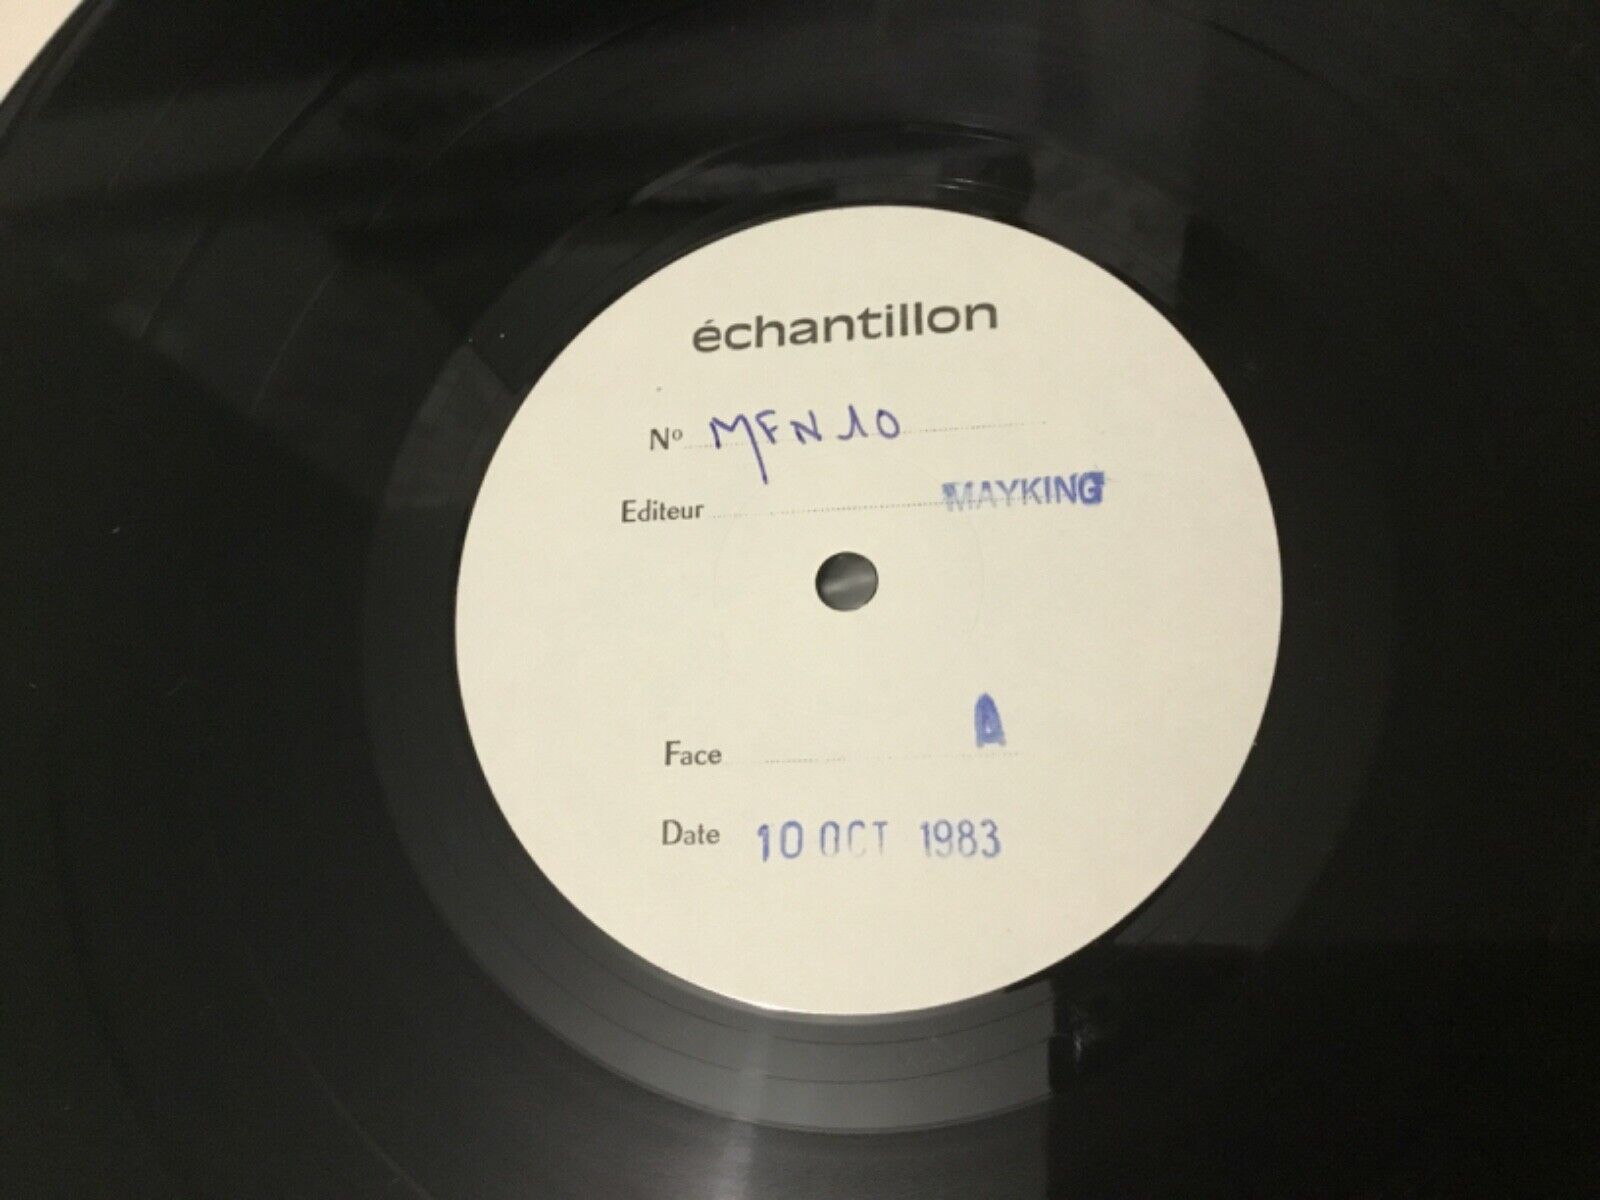 échantillon
Nº MFN 10
Editeur MAYKING
Face A
Date 10 OCT 1983